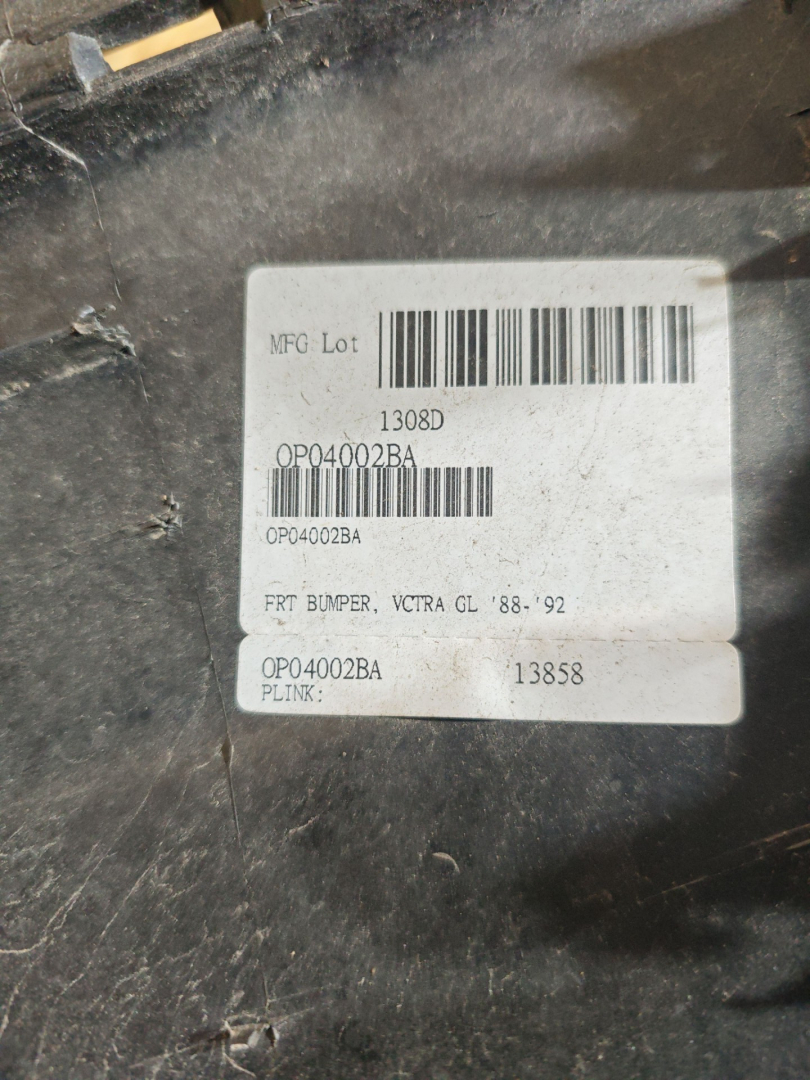 MFG Lot
1308D
OP04002BA
OP04002BA
FRT BUMPER, VCTRA GL '88-'92
OP04002BA 13858
PLINK: